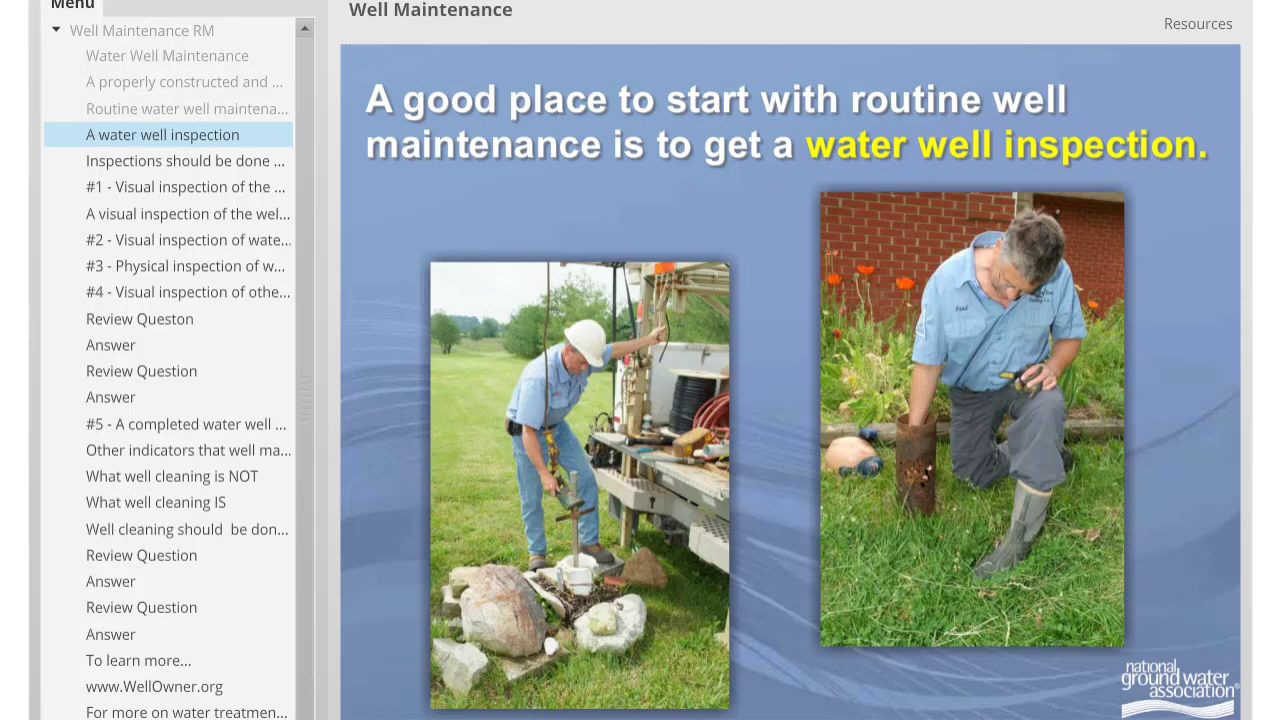 Menu
Well Maintenance
Resources
Well Maintenance RM
Water Well Maintenance
A properly constructed and ...
Routine water well maintena...
A water well inspection
Inspections should be done ...
#1 - Visual inspection of the ...
A visual inspection of the wel...
#2 - Visual inspection of wate...
#3 - Physical inspection of w...
#4 - Visual inspection of othe...
Review Queston
Answer
Review Question
Answer
#5 - A completed water well ...
Other indicators that well ma...
What well cleaning is NOT
What well cleaning IS
Well cleaning should  be don...
Review Question
Answer
Review Question
Answer
To learn more...
www.WellOwner.org
For more on water treatmen...
A good place to start with routine well
maintenance is to get a water well inspection.
national
ground water
association®